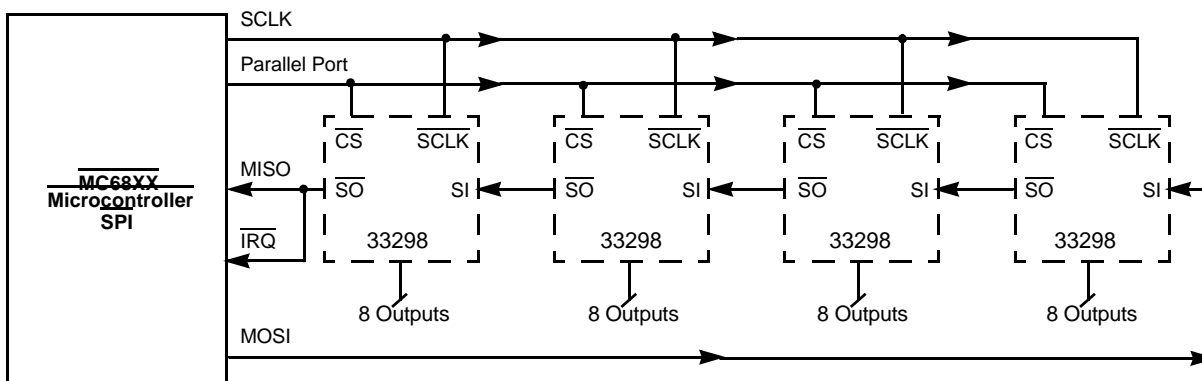 SCLK
Parallel Port
CS SCLK CS SCLK CS SCLK CS SCLK
MISO
MC68XX
Microcontroller
SPI
SO SI SO SI SO SI SO SI
IRQ
33298 33298 33298 33298
8 Outputs 8 Outputs 8 Outputs 8 Outputs
MOSI